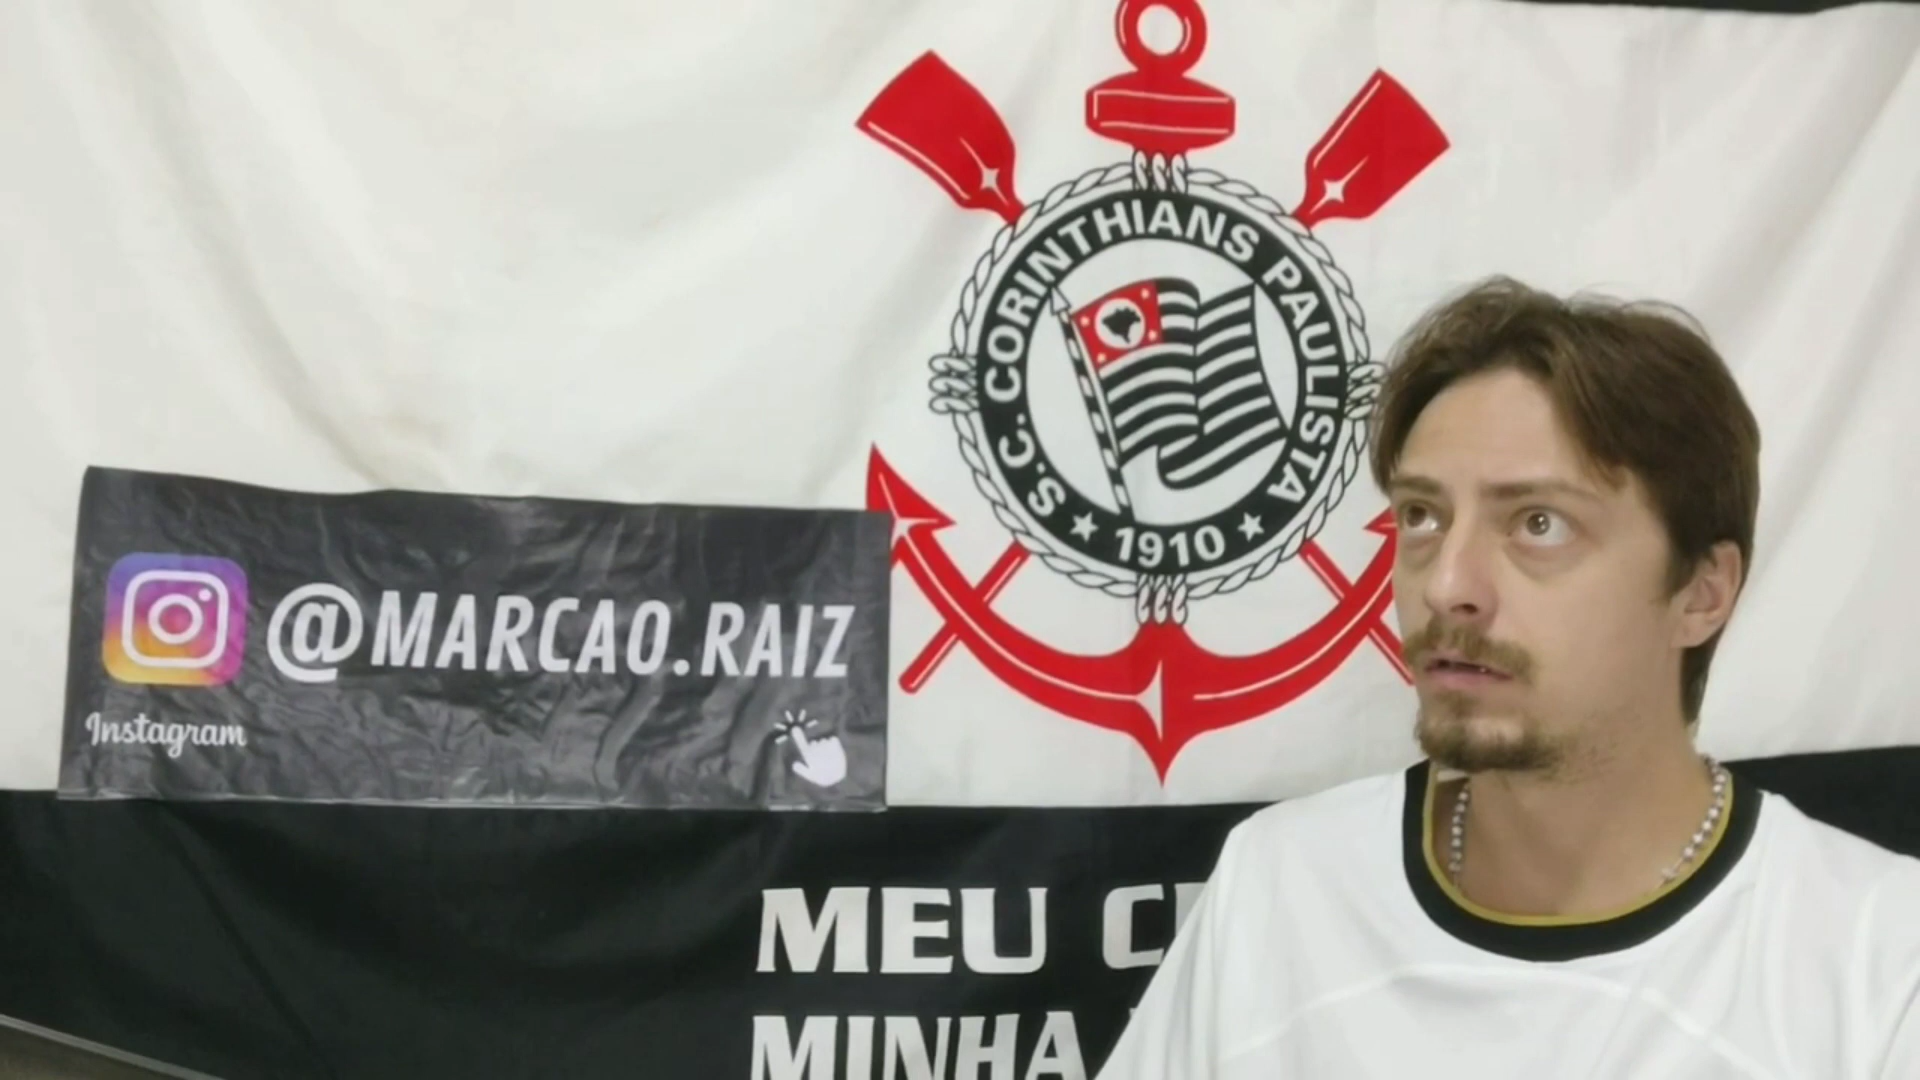 S.C. CORINTHIANS PAULISTA
★ 1910 ★
@MARCAO.RAIZ
Instagram
MEU
MINHA